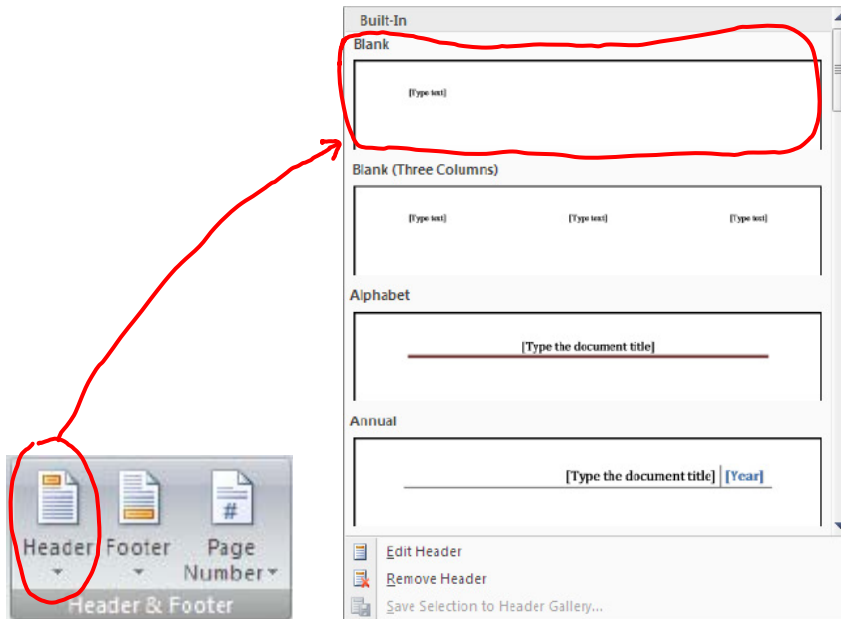 Built-In
Blank
[Type text]
Blank (Three Columns)
[Type text] [Type text] [Type text]
Alphabet
[Type the document title]
Annual
[Type the document title] [Year]
Edit Header
Remove Header
Save Selection to Header Gallery...
Header Footer Page Number
Header & Footer